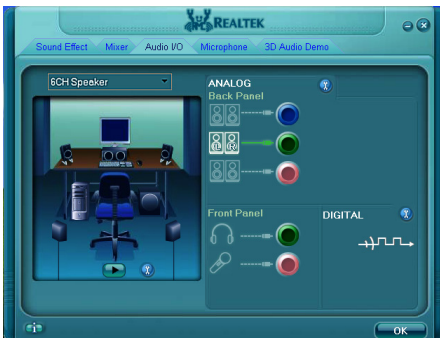 REALTEK
Sound Effect Mixer Audio I/O Microphone 3D Audio Demo
6CH Speaker
ANALOG
Back Panel
(L) (R)
Front Panel
DIGITAL
i
OK